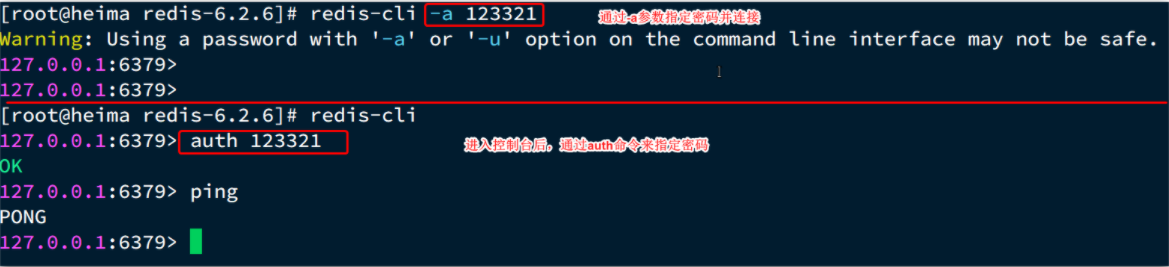 [root@heima redis-6.2.6]# redis-cli -a 123321 通过-a参数指定密码并连接
Warning: Using a password with '-a' or '-u' option on the command line interface may not be safe.
127.0.0.1:6379>
127.0.0.1:6379>
[root@heima redis-6.2.6]# redis-cli
127.0.0.1:6379> auth 123321 进入控制台后，通过auth命令来指定密码
OK
127.0.0.1:6379> ping
PONG
127.0.0.1:6379>